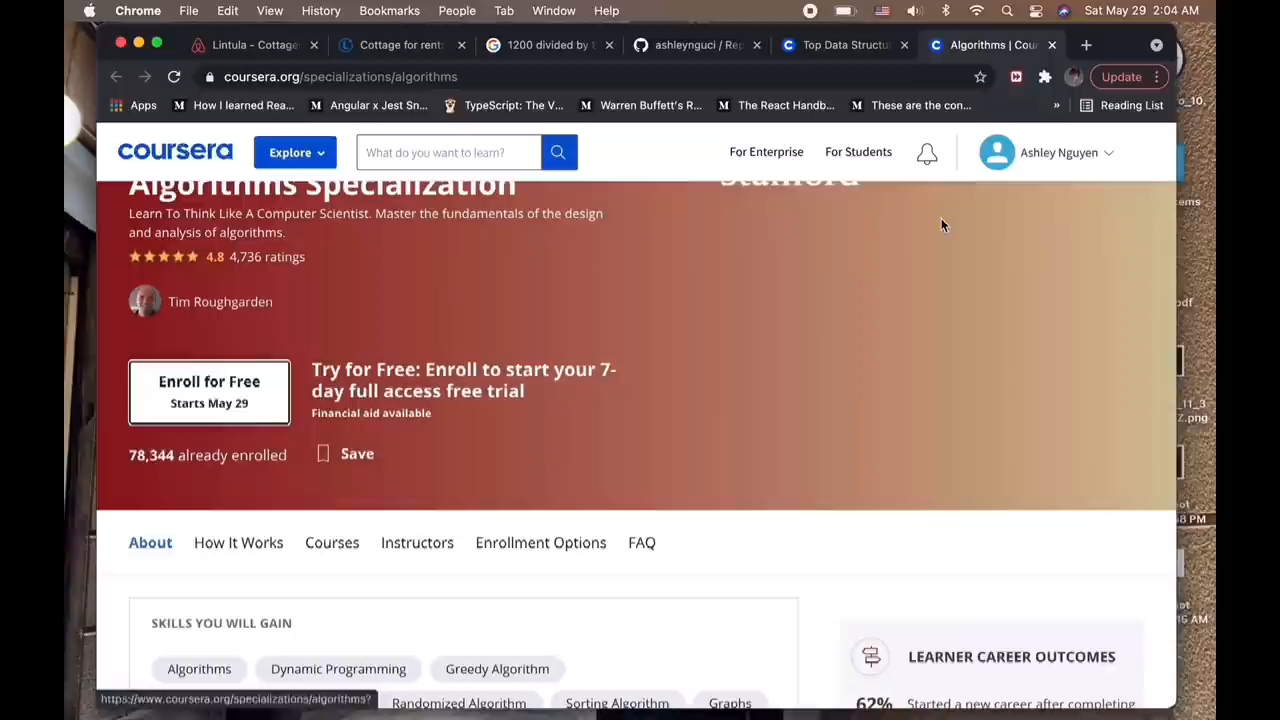 Chrome File Edit View History Bookmarks People Tab Window Help Sat May 29 2:04 AM
Lintula - Cottage Cottage for rent 1200 divided by ashleynguci / Rep Top Data Structu Algorithms | Cou
coursera.org/specializations/algorithms Update
Apps How I learned Rea... Angular x Jest Sn... TypeScript: The V... Warren Buffett's R... The React Handb... These are the con... » Reading List
coursera Explore What do you want to learn? For Enterprise For Students Ashley Nguyen
Algorithms Specialization
Stanford
Learn To Think Like A Computer Scientist. Master the fundamentals of the design
and analysis of algorithms.
4.8 4,736 ratings
Tim Roughgarden
Enroll for Free
Starts May 29
Try for Free: Enroll to start your 7-
day full access free trial
Financial aid available
78,344 already enrolled Save
About How It Works Courses Instructors Enrollment Options FAQ
SKILLS YOU WILL GAIN
Algorithms Dynamic Programming Greedy Algorithm
Randomized Algorithm Sorting Algorithm Graphs
LEARNER CAREER OUTCOMES
62% Started a new career after completing
https://www.coursera.org/specializations/algorithms?